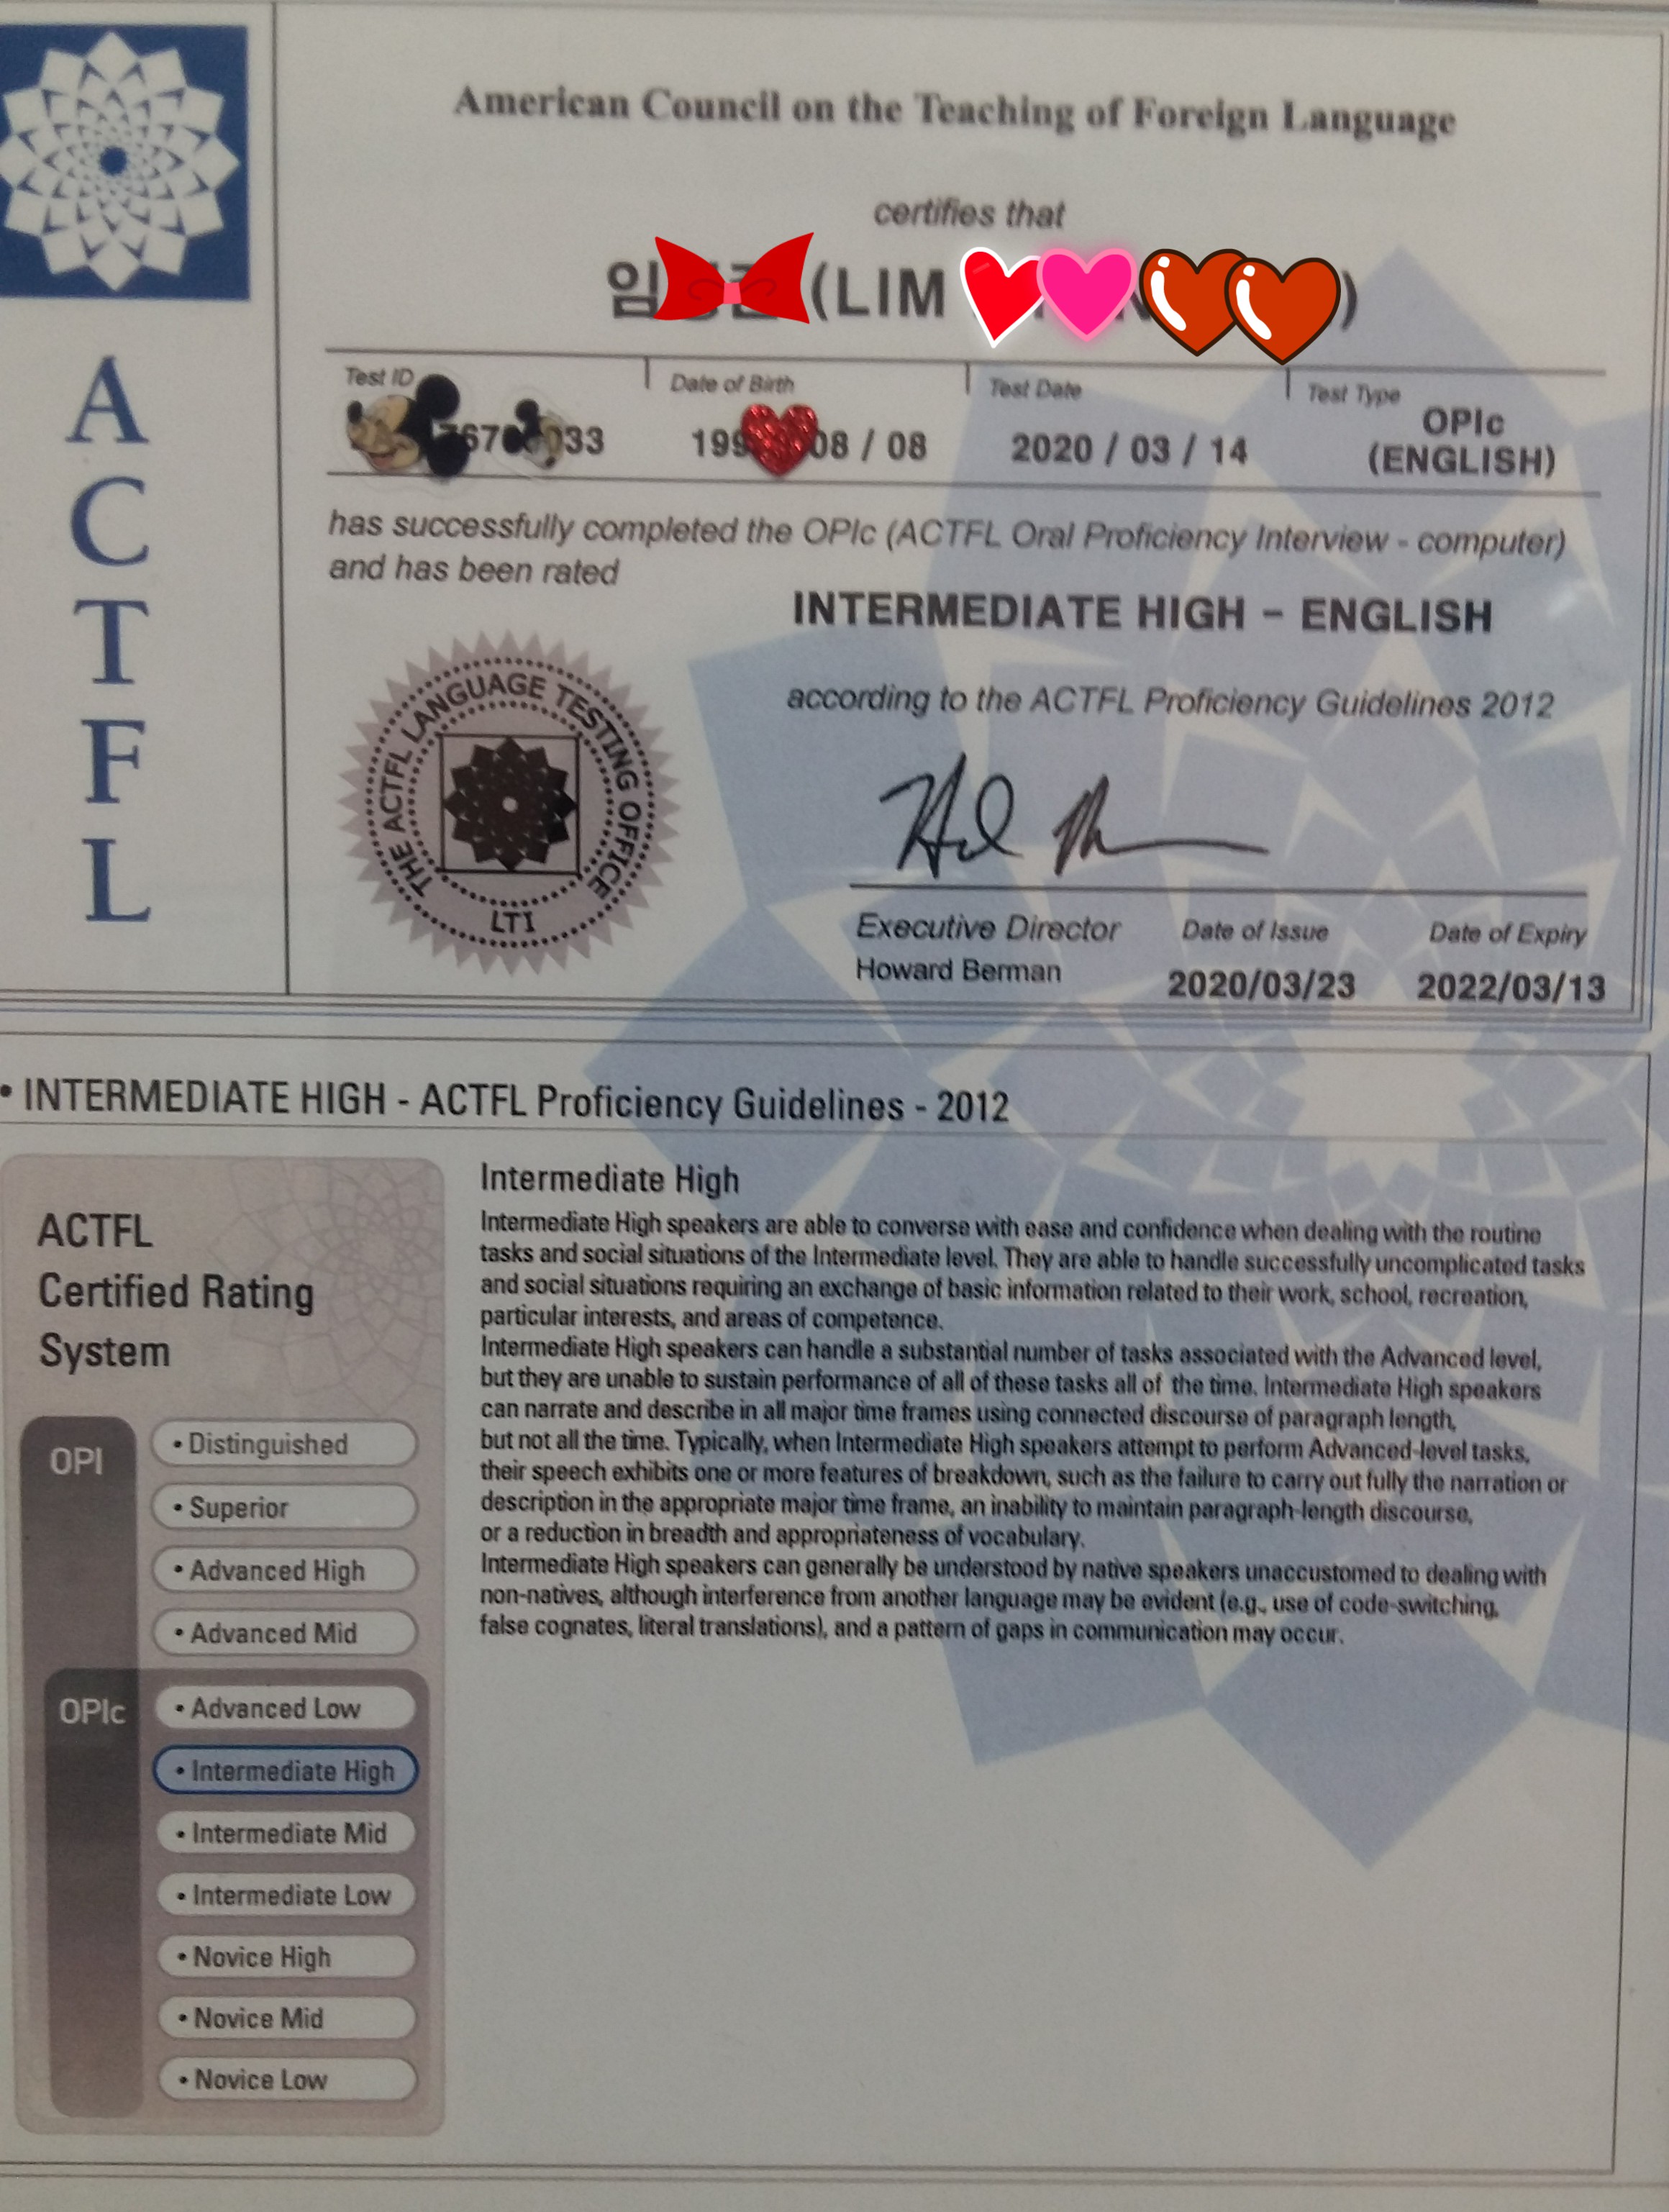 American Council on the Teaching of Foreign Language
certifies that
임 (LIM )
ACTFL
Test ID
Date of Birth
Test Date
Test Type
08 / 08
2020 / 03 / 14
OPIc
(ENGLISH)
has successfully completed the OPIc (ACTFL Oral Proficiency Interview - computer)
and has been rated
INTERMEDIATE HIGH - ENGLISH
according to the ACTFL Proficiency Guidelines 2012
THE ACTFL LANGUAGE TESTING OFFICE
LTI
Executive Director
Howard Berman
Date of Issue
2020/03/23
Date of Expiry
2022/03/13
• INTERMEDIATE HIGH - ACTFL Proficiency Guidelines - 2012
ACTFL
Certified Rating
System
OPI
• Distinguished
• Superior
• Advanced High
• Advanced Mid
OPIc
• Advanced Low
• Intermediate High
• Intermediate Mid
• Intermediate Low
• Novice High
• Novice Mid
• Novice Low
Intermediate High
Intermediate High speakers are able to converse with ease and confidence when dealing with the routine
tasks and social situations of the Intermediate level. They are able to handle successfully uncomplicated tasks
and social situations requiring an exchange of basic information related to their work, school, recreation,
particular interests, and areas of competence.
Intermediate High speakers can handle a substantial number of tasks associated with the Advanced level,
but they are unable to sustain performance of all of these tasks all of the time. Intermediate High speakers
can narrate and describe in all major time frames using connected discourse of paragraph length,
but not all the time. Typically, when Intermediate High speakers attempt to perform Advanced-level tasks,
their speech exhibits one or more features of breakdown, such as the failure to carry out fully the narration or
description in the appropriate major time frame, an inability to maintain paragraph-length discourse,
or a reduction in breadth and appropriateness of vocabulary.
Intermediate High speakers can generally be understood by native speakers unaccustomed to dealing with
non-natives, although interference from another language may be evident (e.g., use of code-switching,
false cognates, literal translations), and a pattern of gaps in communication may occur.